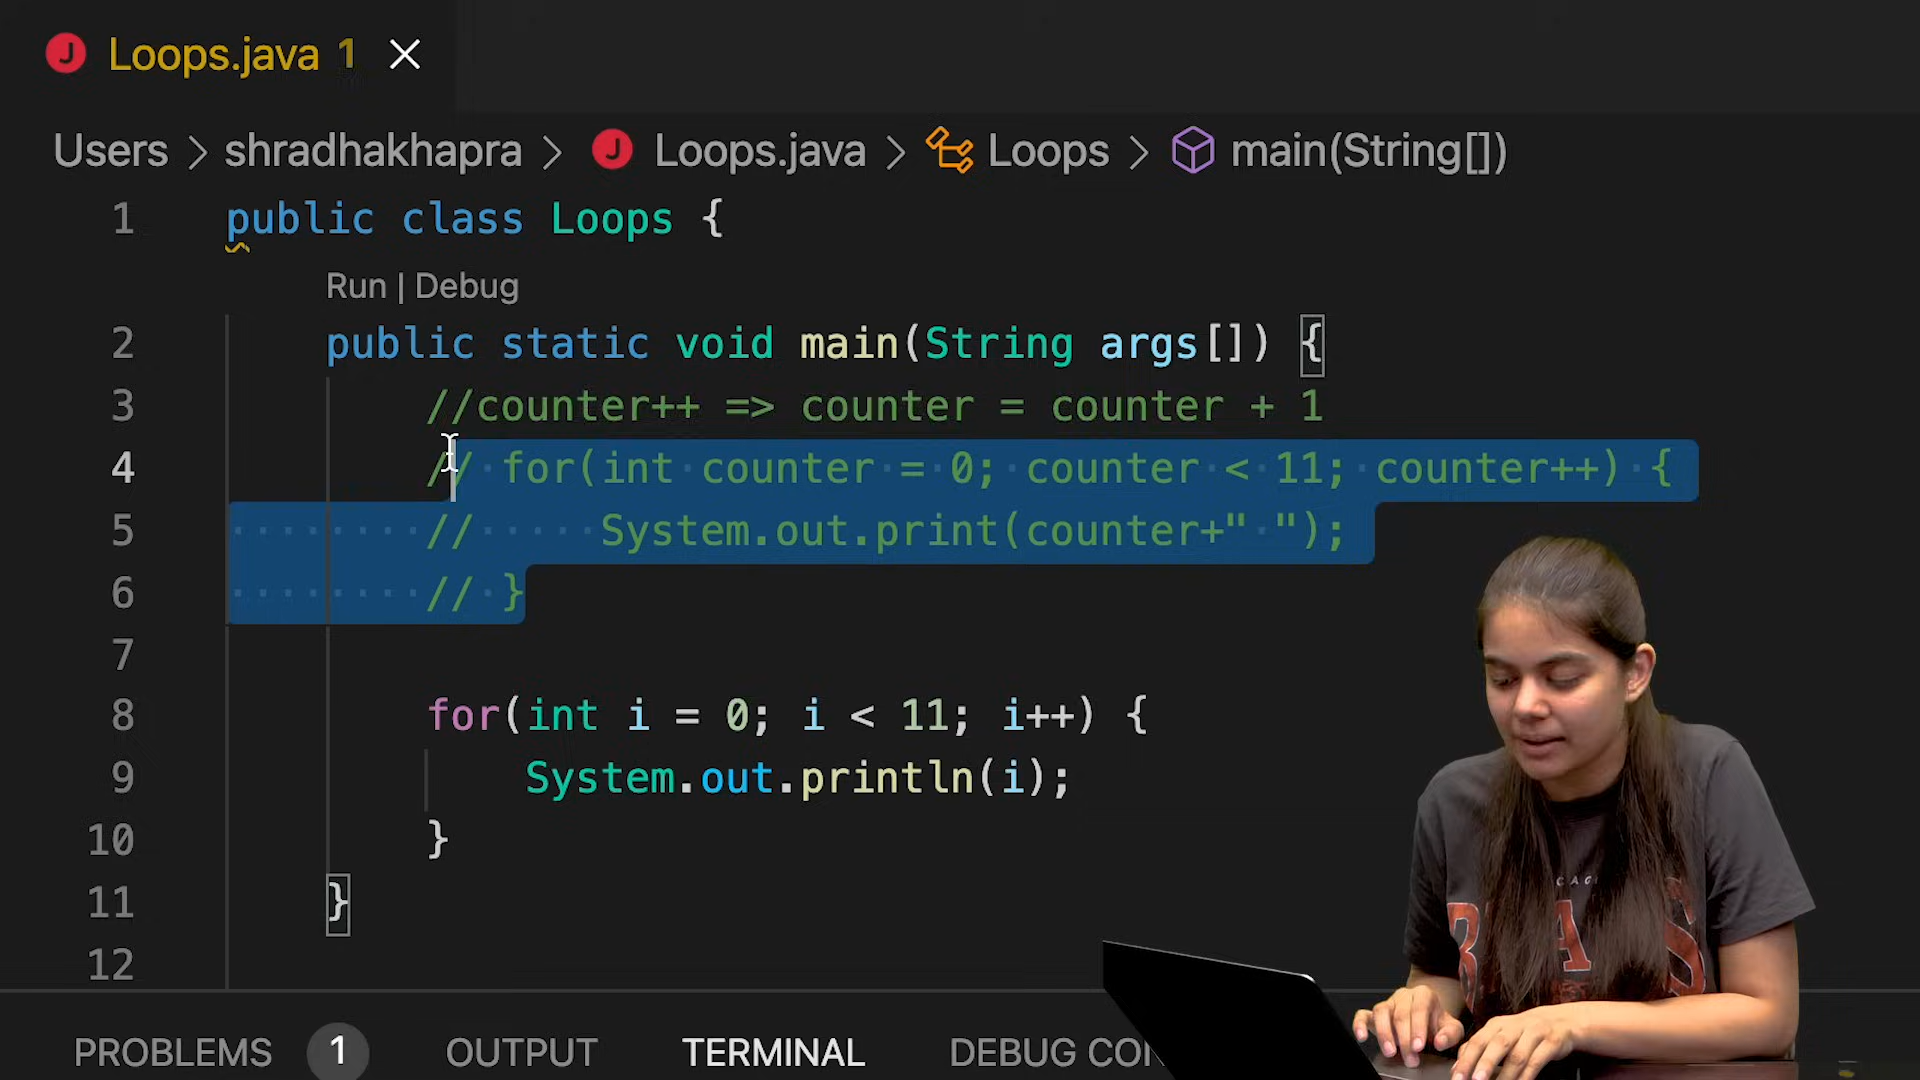 J Loops.java 1
Users > shradhakhapra > J Loops.java > Loops > main(String[])
1 public class Loops {
Run | Debug
2 public static void main(String args[]) {
3 //counter++ => counter = counter + 1
4 // for(int counter = 0; counter < 11; counter++) {
5 // System.out.print(counter+" ");
6 // }
7
8 for(int i = 0; i < 11; i++) {
9 System.out.println(i);
10 }
11 }
12
PROBLEMS 1 OUTPUT TERMINAL DEBUG CON